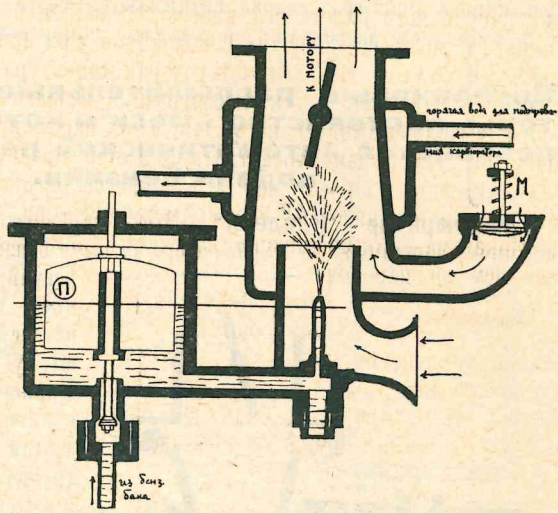 К МОТОРУ
горячая вода для подогрева-
ния карбюратора
М
П
из бенз.
бака